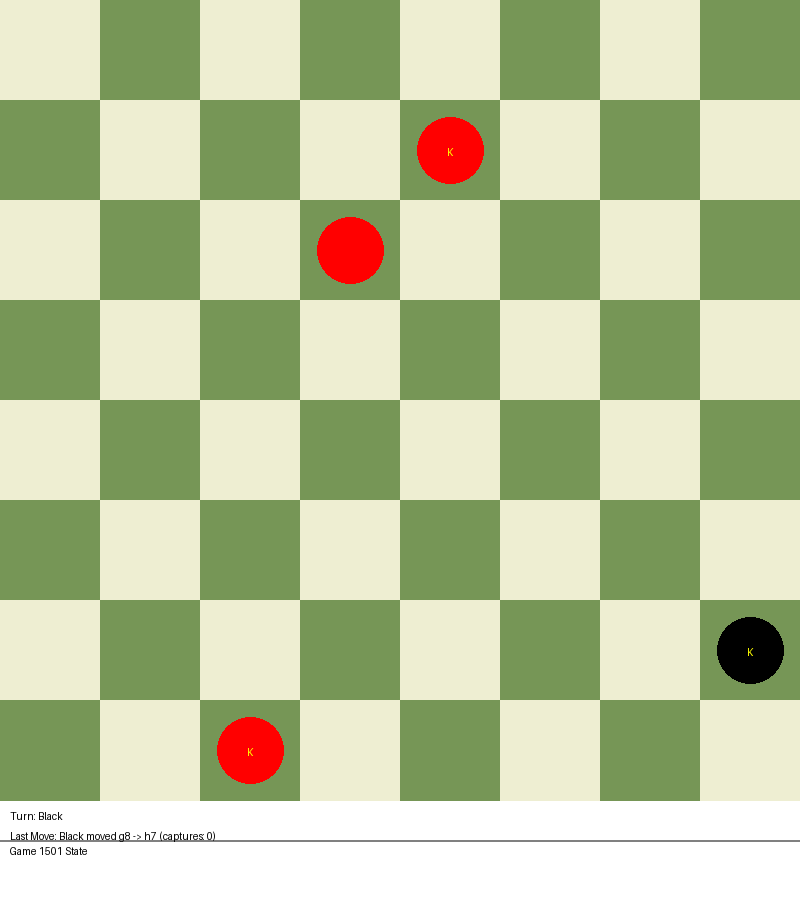 K
K
K
Turn: Black
Last Move: Black moved g8 -> h7 (captures: 0)
Game 1501 State